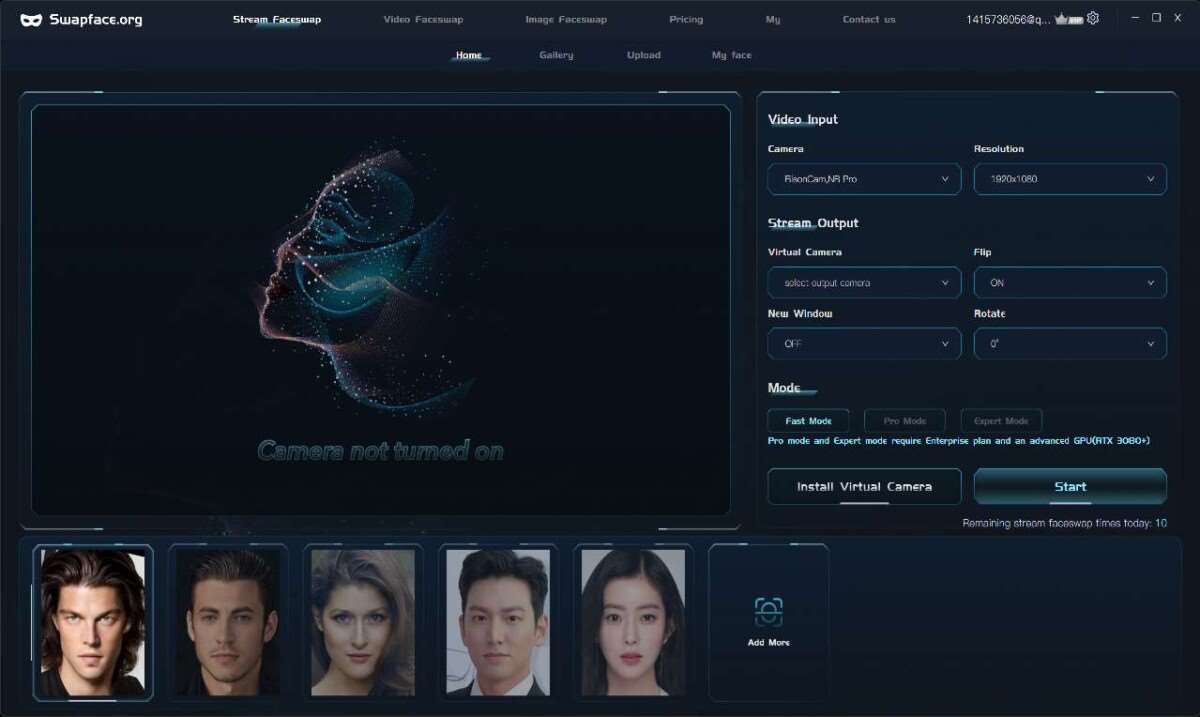 Swapface.org
Stream Faceswap
Video Faceswap
Image Faceswap
Pricing
My
Contact us
1415736056@q...
Home
Gallery
Upload
My face
Video Input
Camera
Resolution
BisonCam,NB Pro
1920x1080
Stream Output
Virtual Camera
Flip
select output camera
ON
New Window
Rotate
OFF
0°
Mode
Fast Mode
Pro Mode
Expert Mode
Pro mode and Expert mode require Enterprise plan and an advanced GPU(RTX 3080+)
Install Virtual Camera
Start
Remaining stream faceswap times today: 10
Camera not turned on
Add More